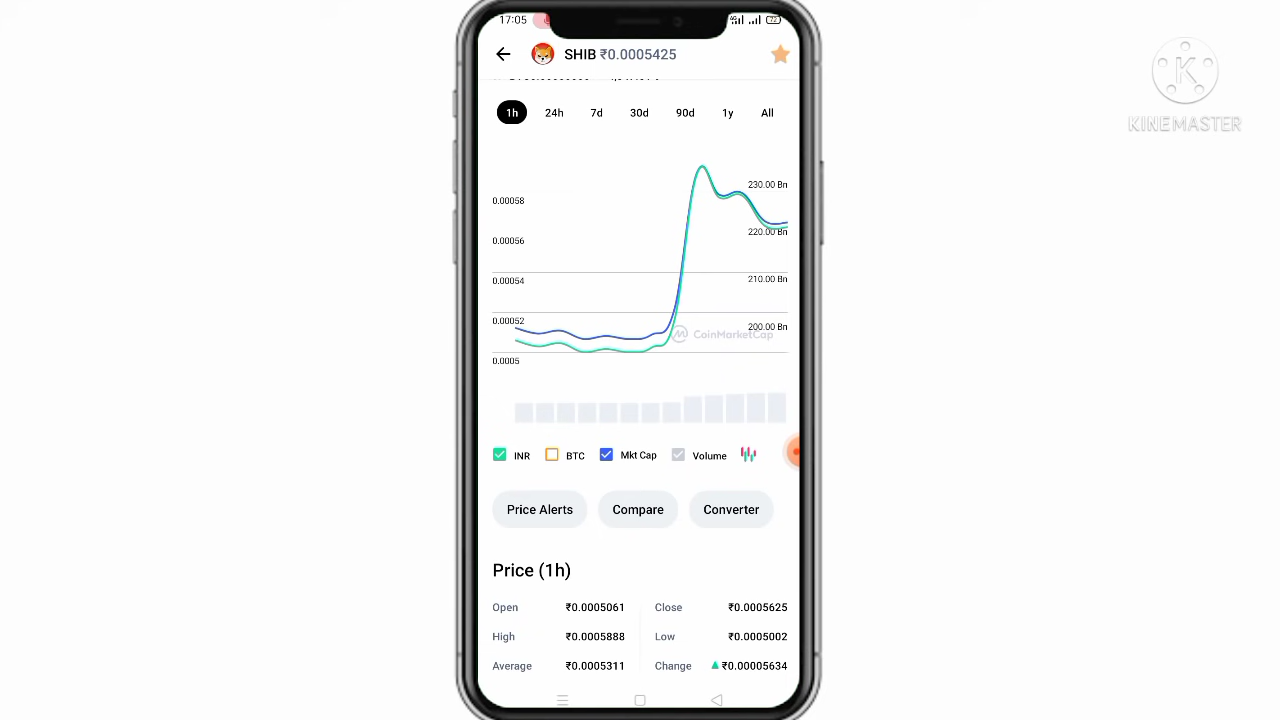 17:05
SHIB ₹0.0005425
1h 24h 7d 30d 90d 1y All
230.00 Bn
0.00058
220.00 Bn
0.00056
210.00 Bn
0.00054
200.00 Bn
0.00052
CoinMarketCap
0.0005
INR BTC Mkt Cap Volume
Price Alerts Compare Converter
Price (1h)
Open ₹0.0005061 Close ₹0.0005625
High ₹0.0005888 Low ₹0.0005002
Average ₹0.0005311 Change ₹0.00005634
K
KINEMASTER